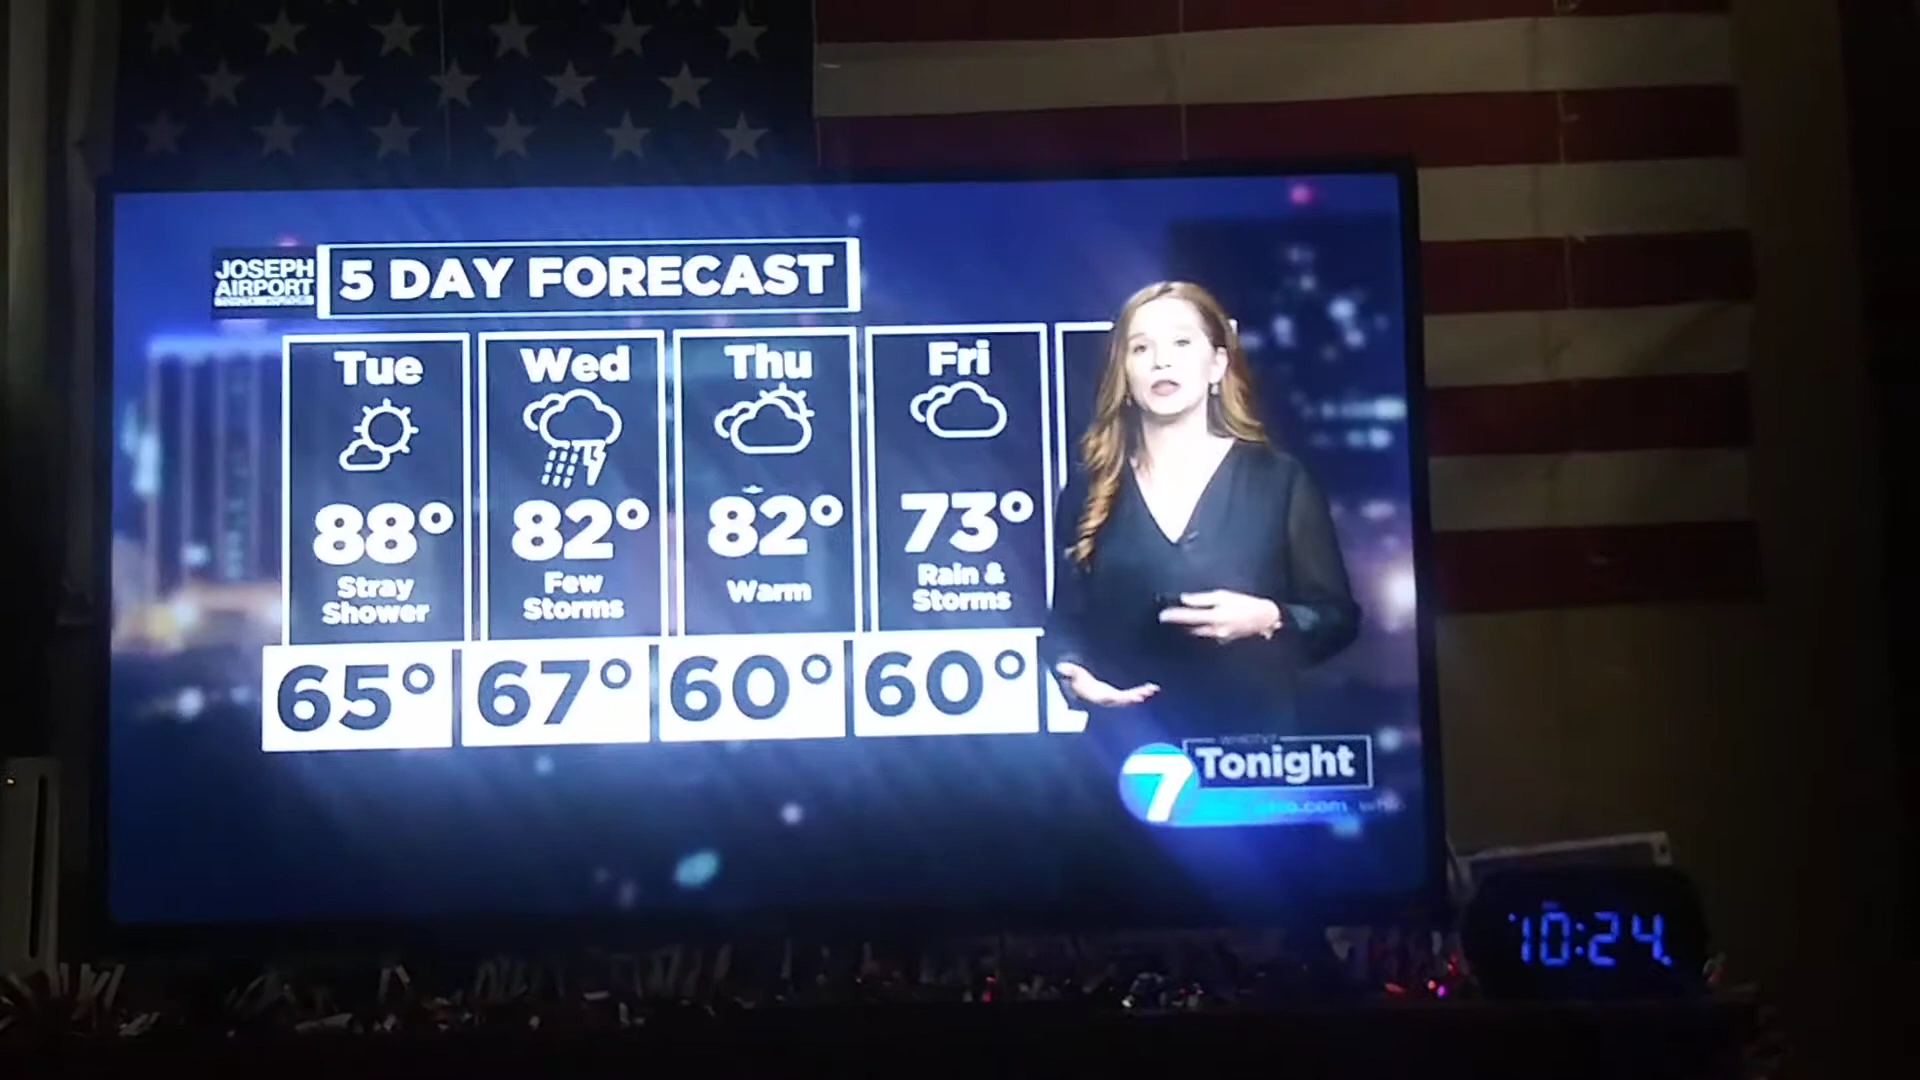 JOSEPH
AIRPORT
5 DAY FORECAST
Tue
88°
Stray
Shower
65°
Wed
82°
Few
Storms
67°
Thu
82°
Warm
60°
Fri
73°
Rain &
Storms
60°
7
Tonight
10:24